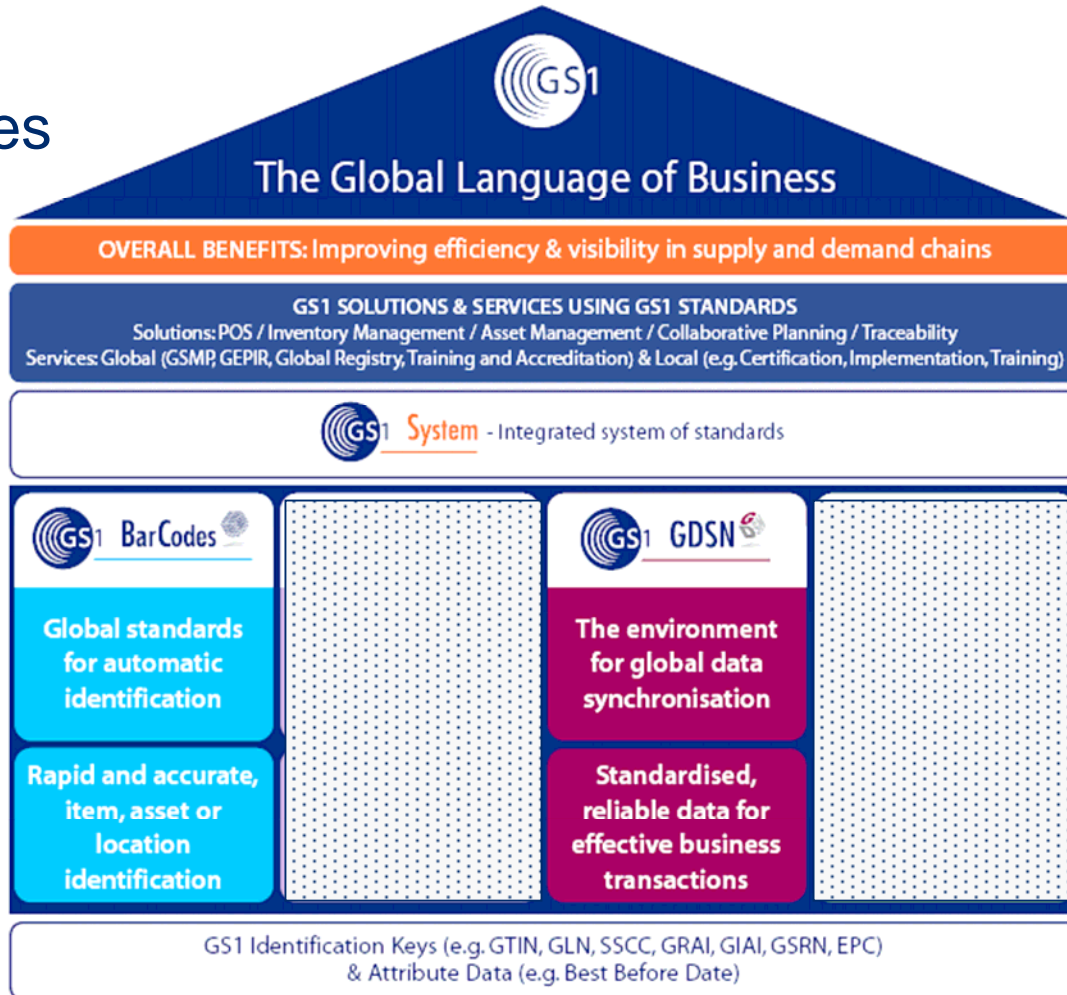 es
GS1
The Global Language of Business
OVERALL BENEFITS: Improving efficiency & visibility in supply and demand chains
GS1 SOLUTIONS & SERVICES USING GS1 STANDARDS
Solutions: POS / Inventory Management / Asset Management / Collaborative Planning / Traceability
Services: Global (GSMP, GEPIR, Global Registry, Training and Accreditation) & Local (e.g. Certification, Implementation, Training)
GS1 System - Integrated system of standards
GS1 BarCodes
Global standards
for automatic
identification
Rapid and accurate,
item, asset or
location
identification
GS1 GDSN
The environment
for global data
synchronisation
Standardised,
reliable data for
effective business
transactions
GS1 Identification Keys (e.g. GTIN, GLN, SSCC, GRAI, GIAI, GSRN, EPC)
& Attribute Data (e.g. Best Before Date)